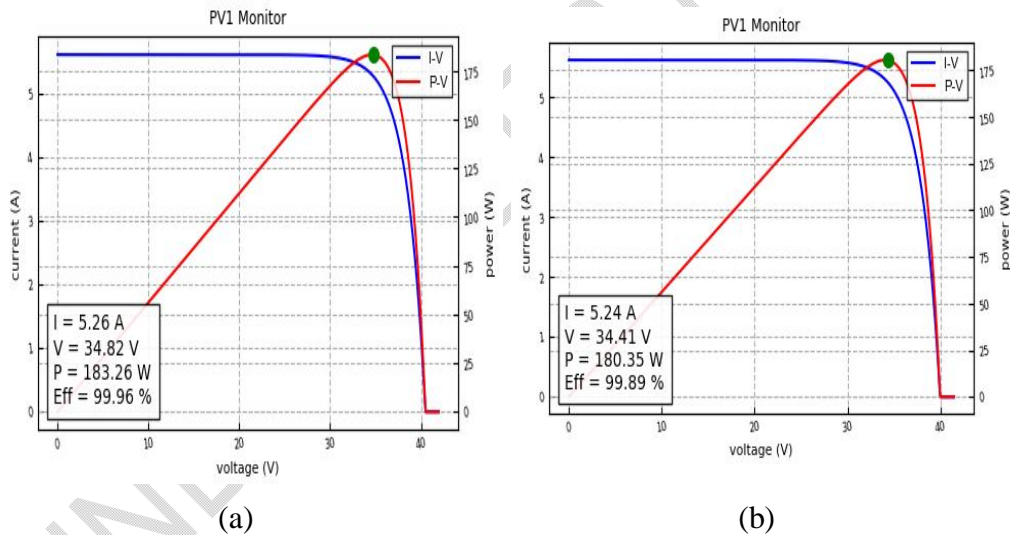 PV1 Monitor
I-V
P-V
current (A)
power (W)
5
4
3
2
1
0
175
150
125
100
75
50
25
0
I = 5.26 A
V = 34.82 V
P = 183.26 W
Eff = 99.96 %
0
10
20
30
40
voltage (V)
(a)
PV1 Monitor
I-V
P-V
current (A)
power (W)
5
4
3
2
1
0
175
150
125
100
75
50
25
0
I = 5.24 A
V = 34.41 V
P = 180.35 W
Eff = 99.89 %
0
10
20
30
40
voltage (V)
(b)